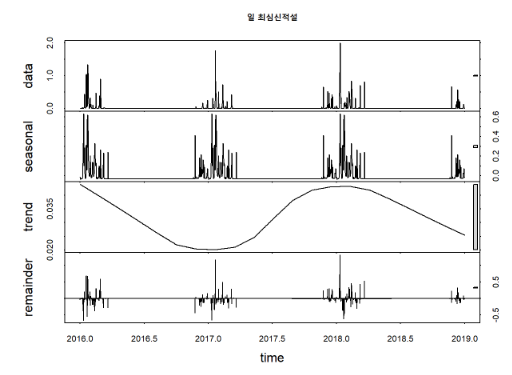 일 최심신적설
data
0.0 1.0 2.0
seasonal
0.0 0.2 0.4 0.6
trend
0.020 0.035
remainder
-0.5 0.5
2016.0 2016.5 2017.0 2017.5 2018.0 2018.5 2019.0
time